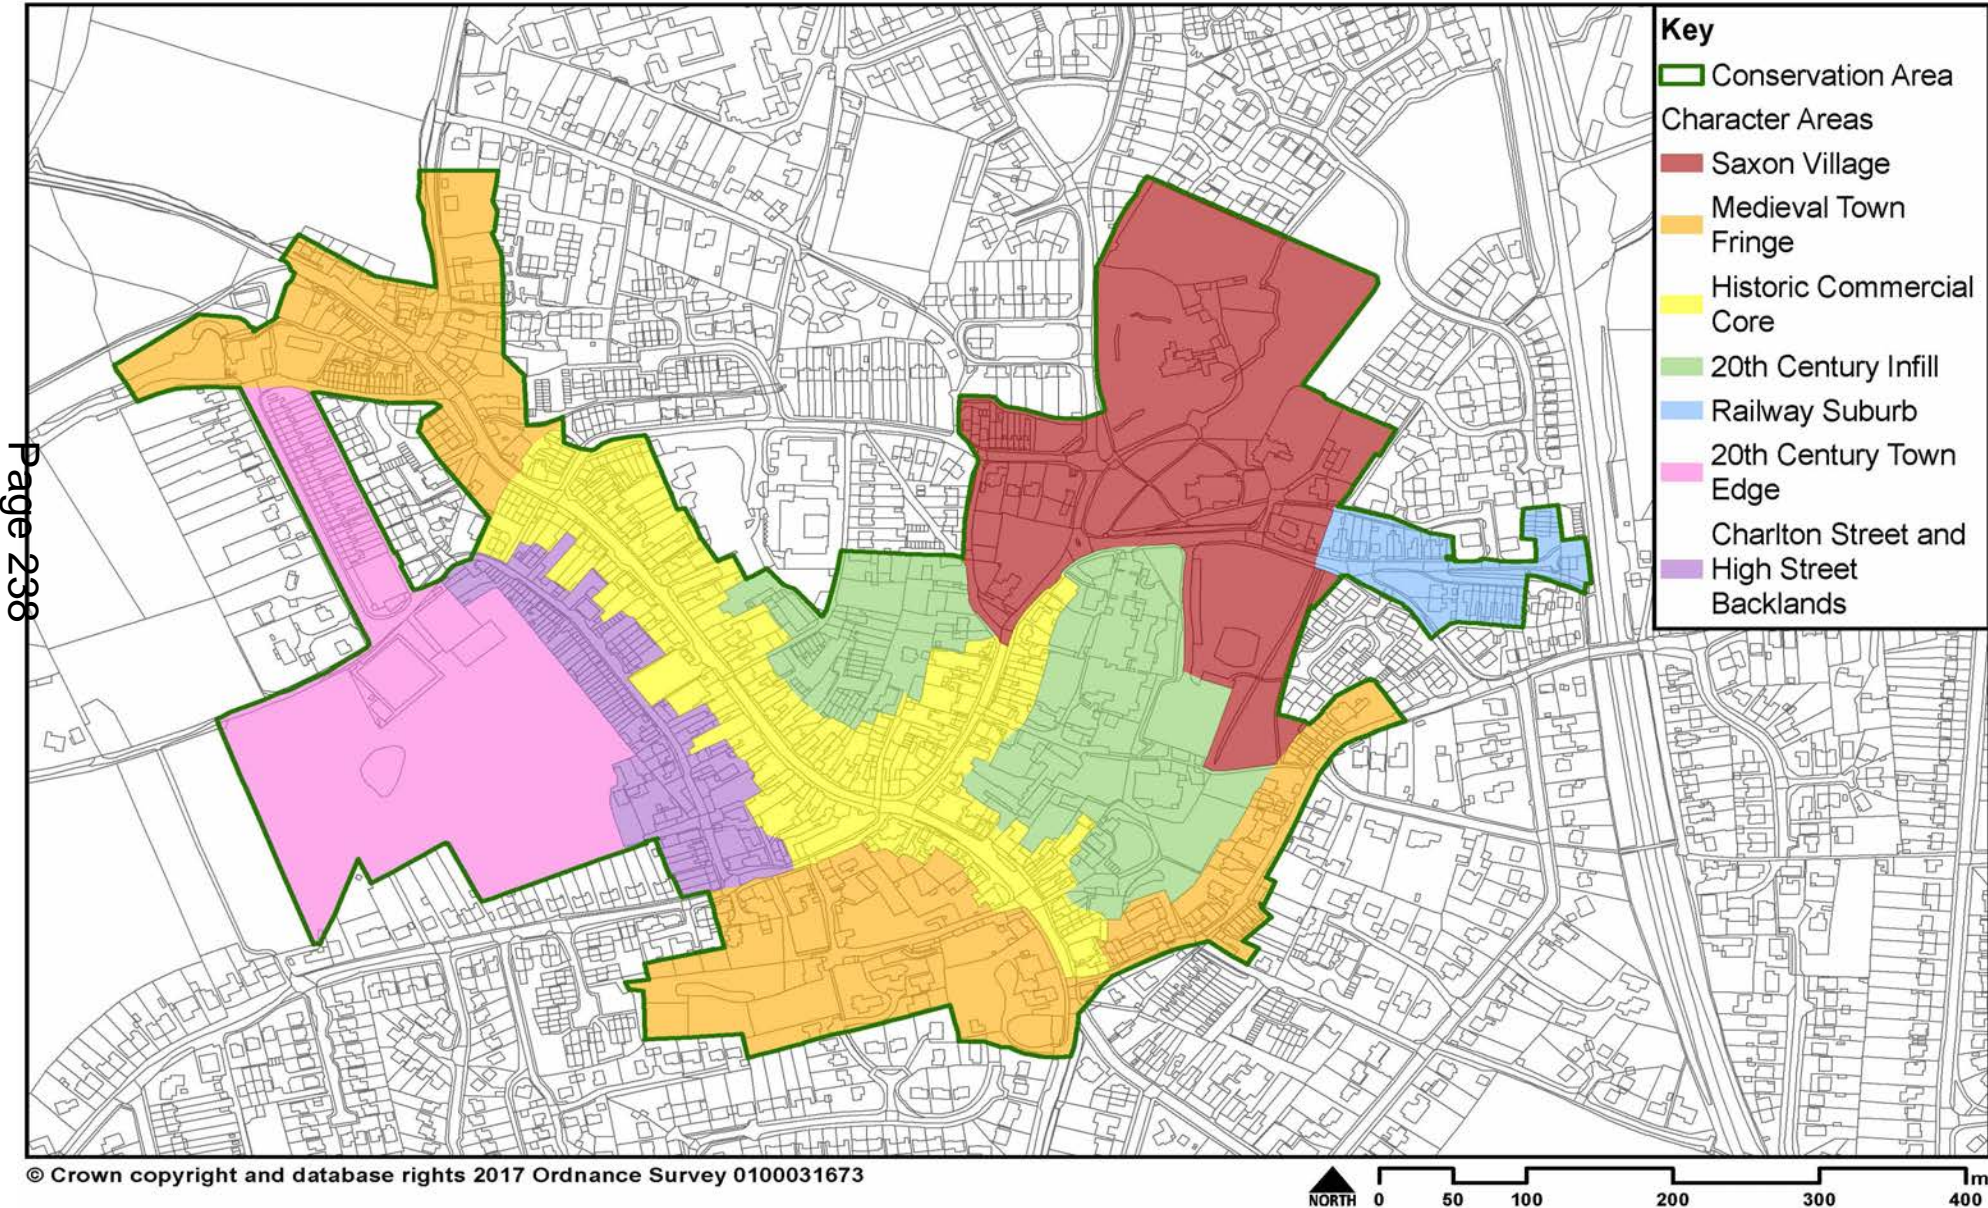 Key
Conservation Area
Character Areas
Saxon Village
Medieval Town
Fringe
Historic Commercial
Core
20th Century Infill
Railway Suburb
20th Century Town
Edge
Charlton Street and
High Street
Backlands
Page 238
© Crown copyright and database rights 2017 Ordnance Survey 0100031673
NORTH 0 50 100 200 300 400 m